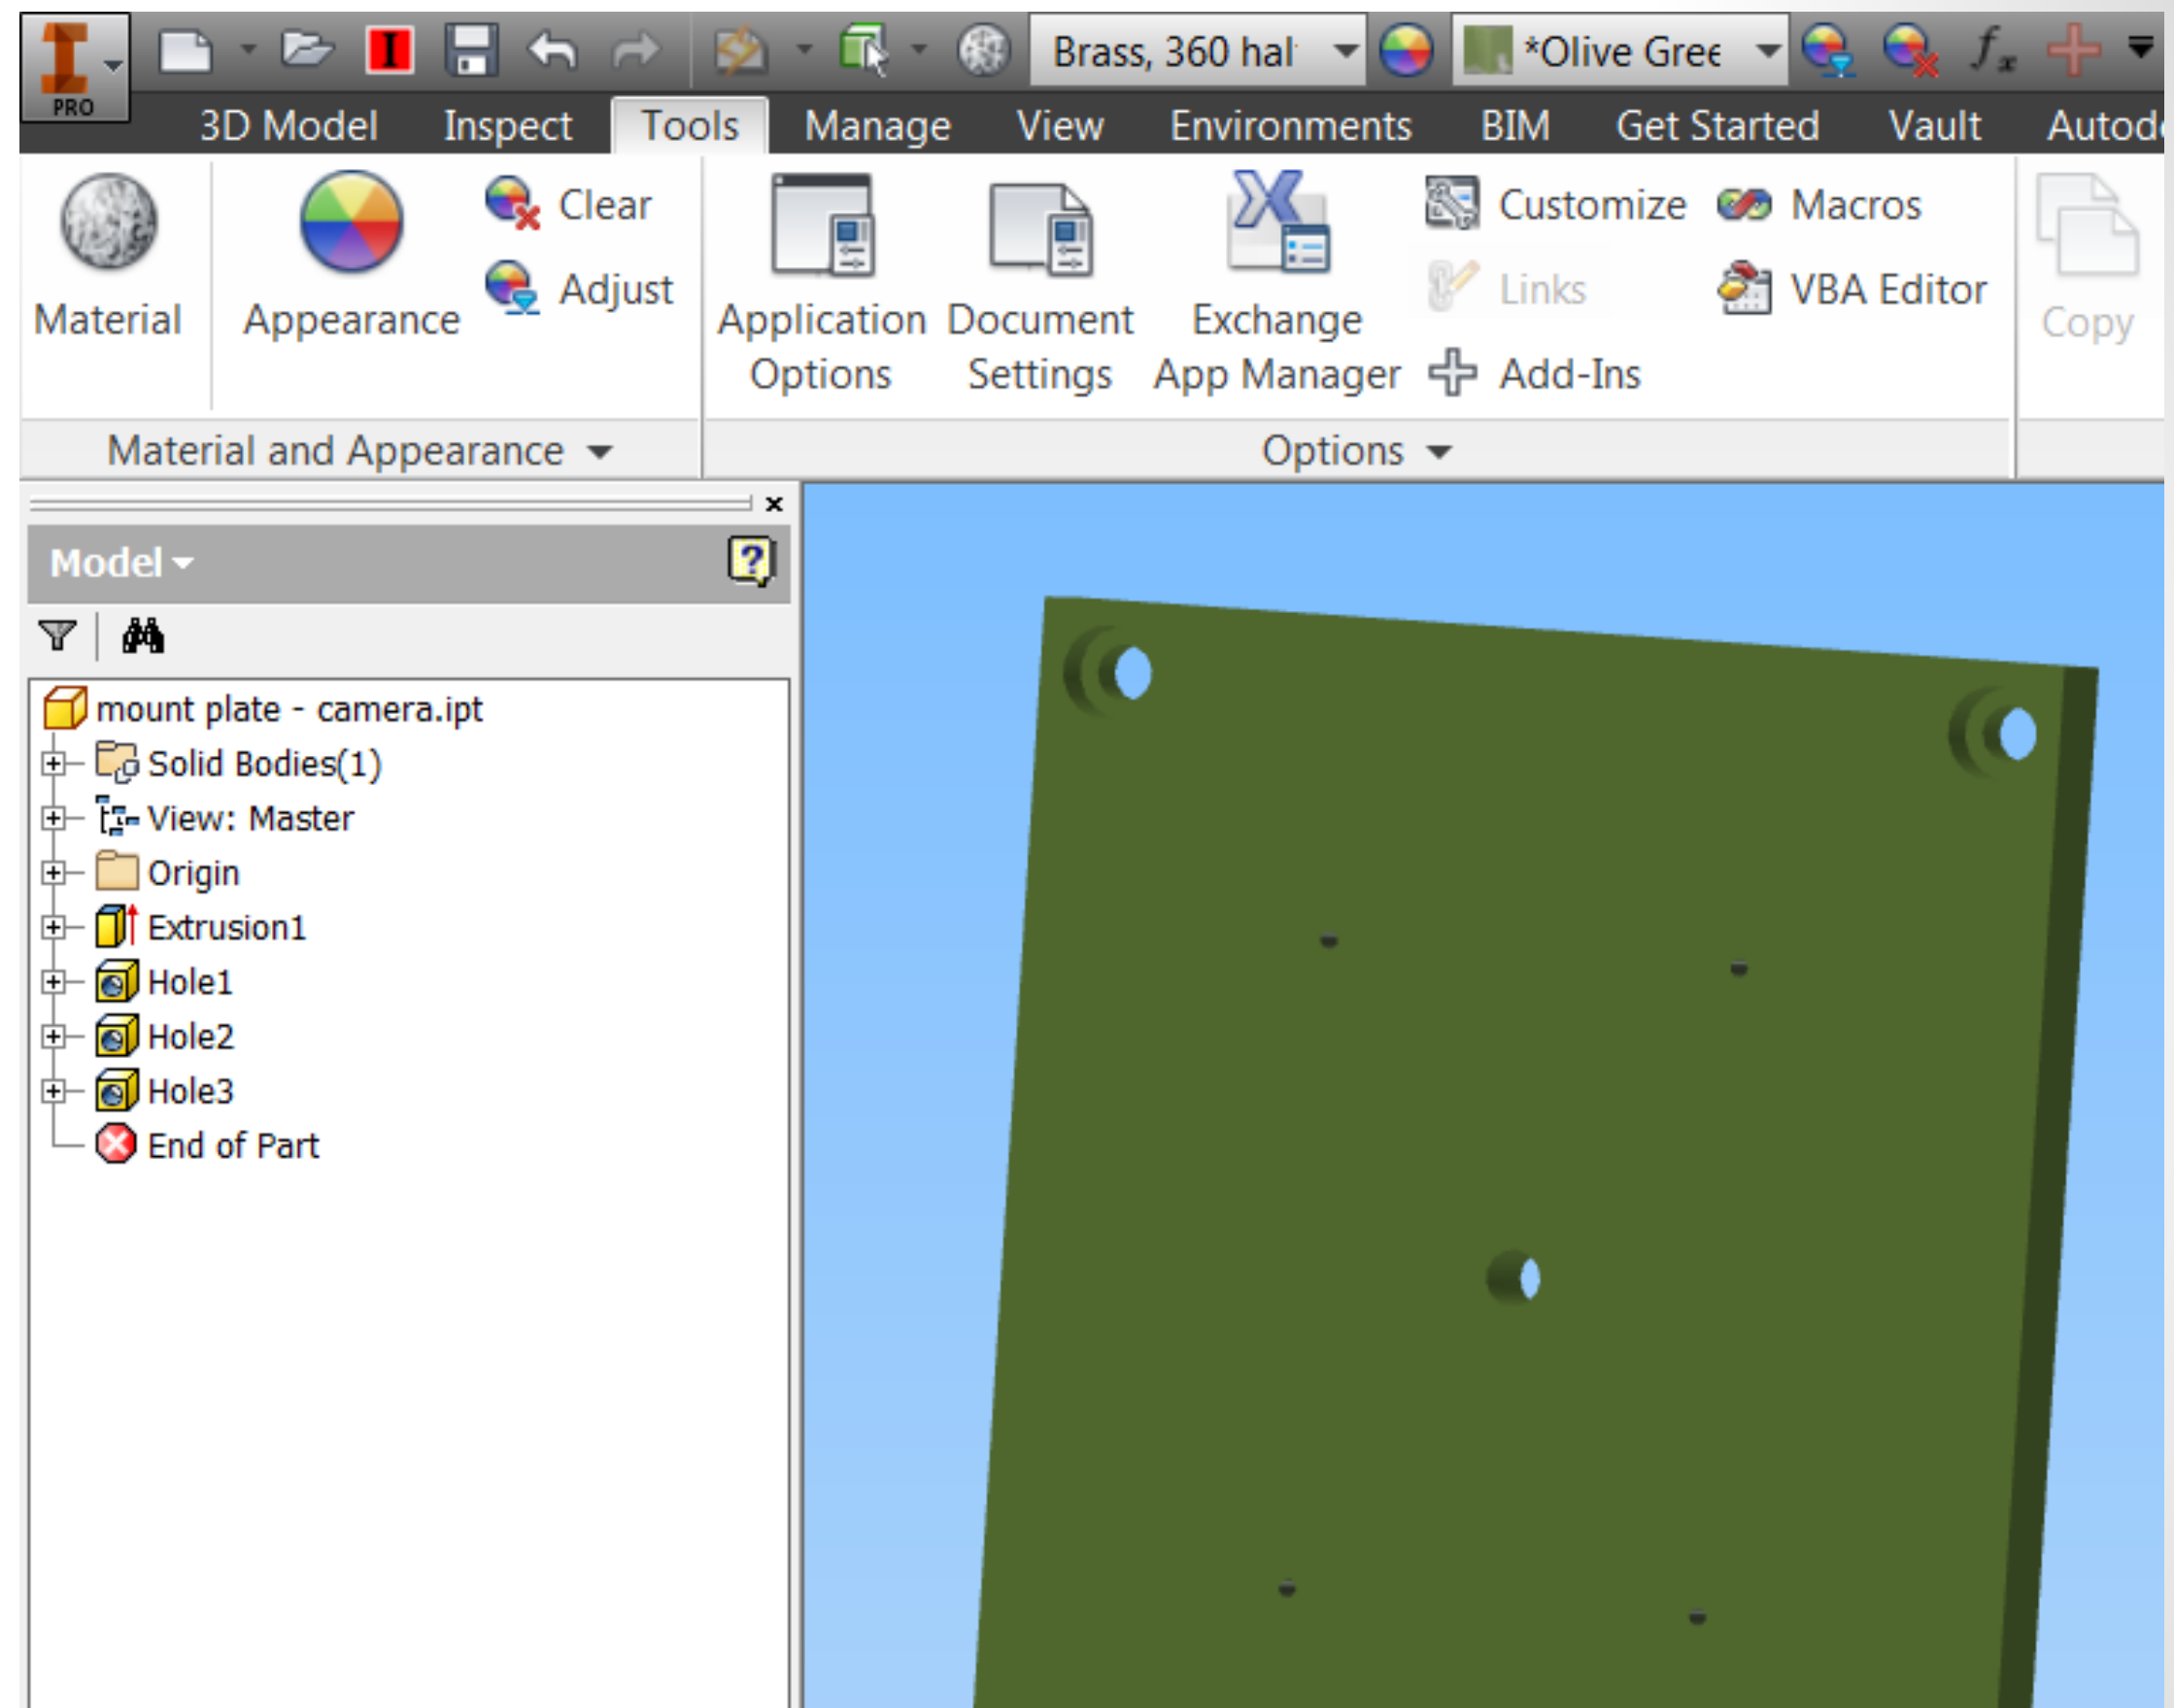 Brass, 360 hal
*Olive Gree
PRO
3D Model Inspect Tools Manage View Environments BIM Get Started Vault Autod
Material
Appearance
Clear
Adjust
Application Options
Document Settings
Exchange App Manager
Customize
Links
Add-Ins
Macros
VBA Editor
Copy
Material and Appearance
Options
Model
mount plate - camera.ipt
Solid Bodies(1)
View: Master
Origin
Extrusion1
Hole1
Hole2
Hole3
End of Part